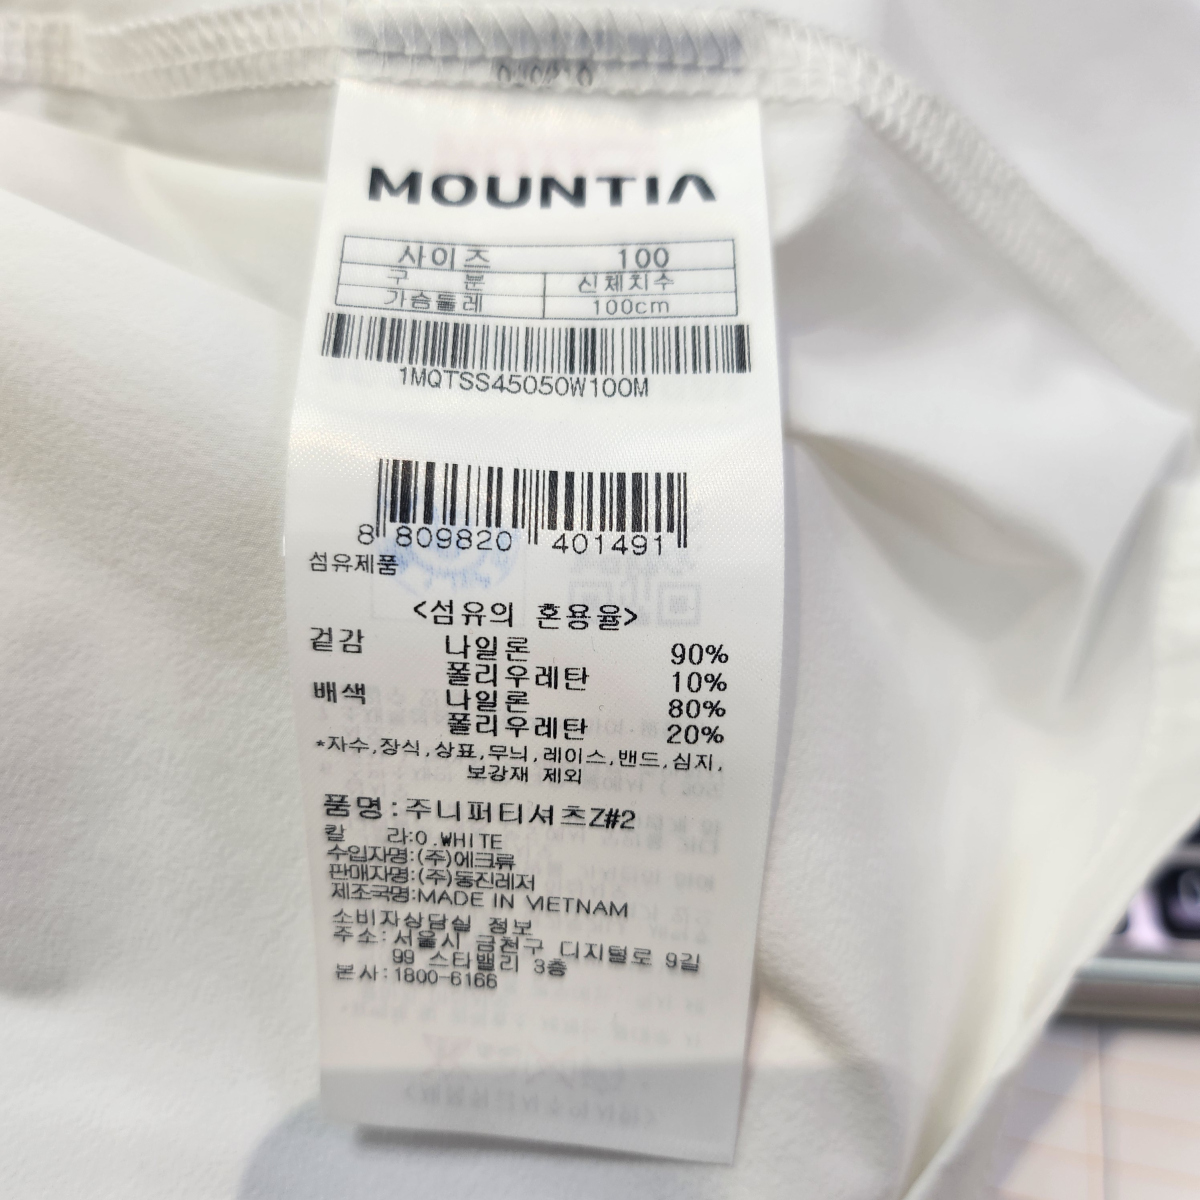 MOUNTIA
사이즈 100
구 분 신체치수
가슴둘레 100cm
1MQTSS45050W100M
8 809820 401491
섬유제품
<섬유의 혼용율>
겉감 나일론 90%
폴리우레탄 10%
배색 나일론 80%
폴리우레탄 20%
*자수,장식,상표,무늬,레이스,밴드,심지,
보강재 제외
품명:주니퍼티셔츠Z#2
칼 라:O.WHITE
수입자명:(주)에크류
판매자명:(주)동진레저
제조국명:MADE IN VIETNAM
소비자상담실 정보
주소:서울시 금천구 디지털로 9길
99 스타밸리 3층
본사:1800-6166